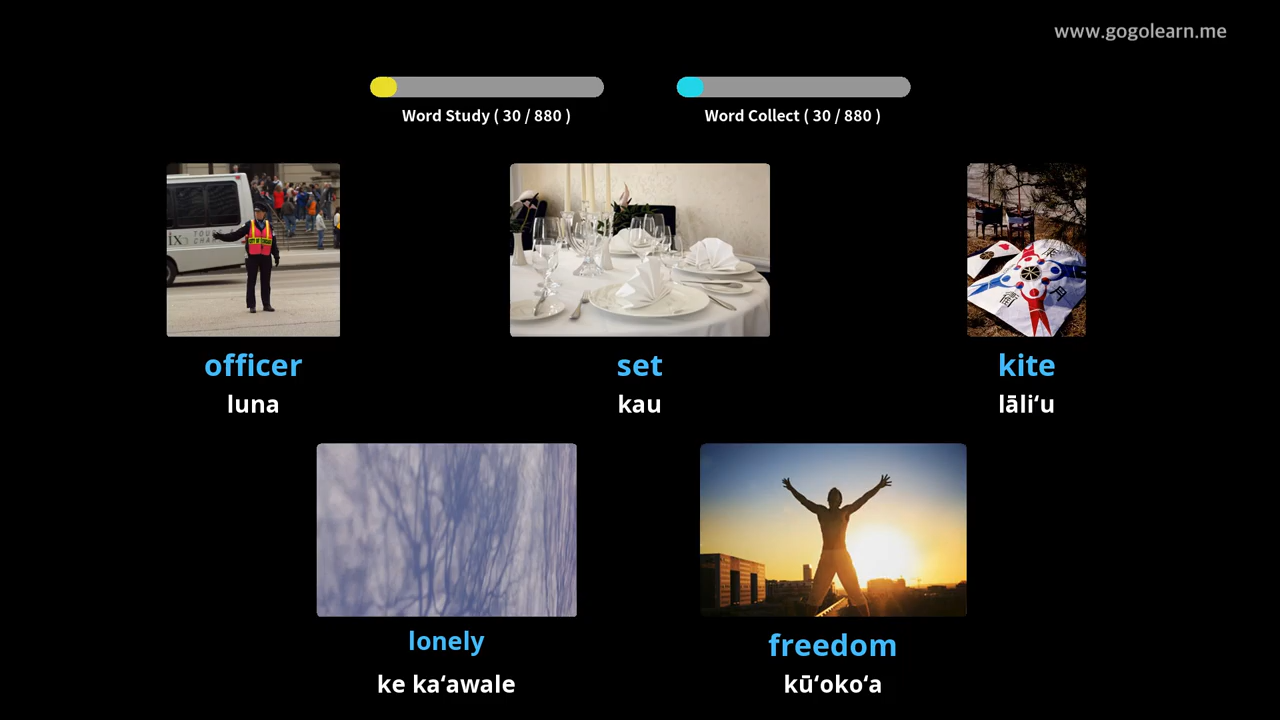 www.gogolearn.me
Word Study ( 30 / 880 )
Word Collect ( 30 / 880 )
officer
luna
set
kau
kite
lāliʻu
lonely
ke kaʻawale
freedom
kūʻokoʻa